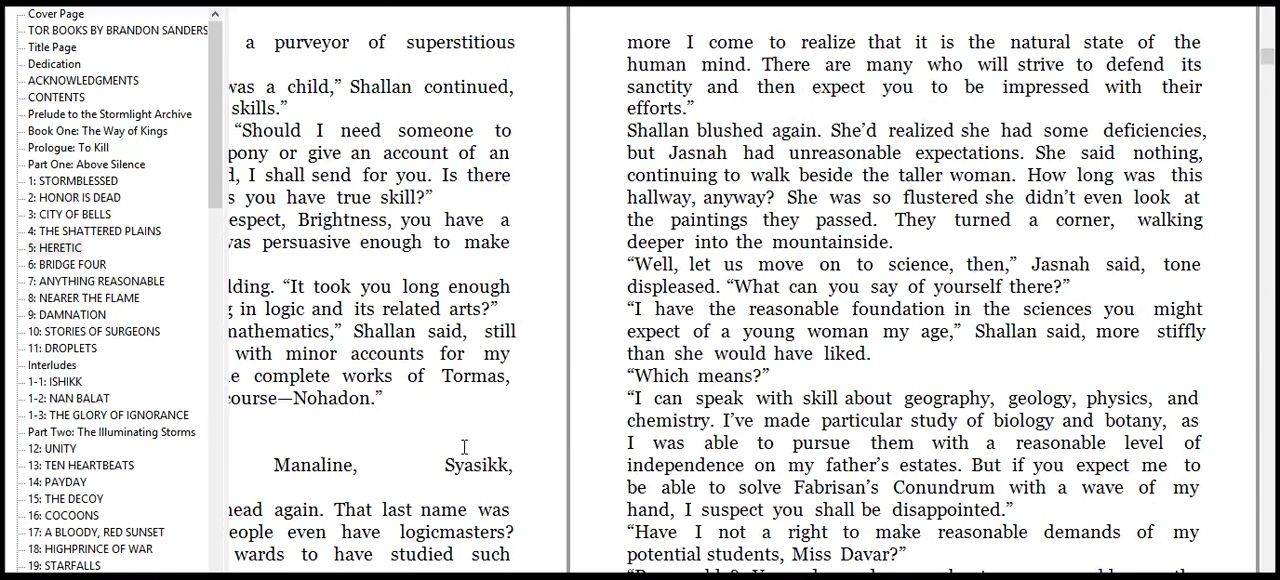 Cover Page
TOR BOOKS BY BRANDON SANDERS
Title Page
Dedication
ACKNOWLEDGMENTS
CONTENTS
Prelude to the Stormlight Archive
Book One: The Way of Kings
Prologue: To Kill
Part One: Above Silence
1: STORMBLESSED
2: HONOR IS DEAD
3: CITY OF BELLS
4: THE SHATTERED PLAINS
5: HERETIC
6: BRIDGE FOUR
7: ANYTHING REASONABLE
8: NEARER THE FLAME
9: DAMNATION
10: STORIES OF SURGEONS
11: DROPLETS
Interludes
1-1: ISHIKK
1-2: NAN BALAT
1-3: THE GLORY OF IGNORANCE
Part Two: The Illuminating Storms
12: UNITY
13: TEN HEARTBEATS
14: PAYDAY
15: THE DECOY
16: COCOONS
17: A BLOODY, RED SUNSET
18: HIGHPRINCE OF WAR
19: STARFALLS
a purveyor of superstitious
was a child,” Shallan continued,
skills.”
“Should I need someone to
pony or give an account of an
d, I shall send for you. Is there
s you have true skill?”
espect, Brightness, you have a
was persuasive enough to make
lding. “It took you long enough
g in logic and its related arts?”
mathematics,” Shallan said, still
with minor accounts for my
e complete works of Tormas,
course—Nohadon.”
Manaline, Syasikk,
head again. That last name was
eople even have logicmasters?
wards to have studied such
more I come to realize that it is the natural state of the
human mind. There are many who will strive to defend its
sanctity and then expect you to be impressed with their
efforts.”
Shallan blushed again. She’d realized she had some deficiencies,
but Jasnah had unreasonable expectations. She said nothing,
continuing to walk beside the taller woman. How long was this
hallway, anyway? She was so flustered she didn’t even look at
the paintings they passed. They turned a corner, walking
deeper into the mountainside.
“Well, let us move on to science, then,” Jasnah said, tone
displeased. “What can you say of yourself there?”
“I have the reasonable foundation in the sciences you might
expect of a young woman my age,” Shallan said, more stiffly
than she would have liked.
“Which means?”
“I can speak with skill about geography, geology, physics, and
chemistry. I’ve made particular study of biology and botany, as
I was able to pursue them with a reasonable level of
independence on my father’s estates. But if you expect me to
be able to solve Fabrisan’s Conundrum with a wave of my
hand, I suspect you shall be disappointed.”
“Have I not a right to make reasonable demands of my
potential students, Miss Davar?”